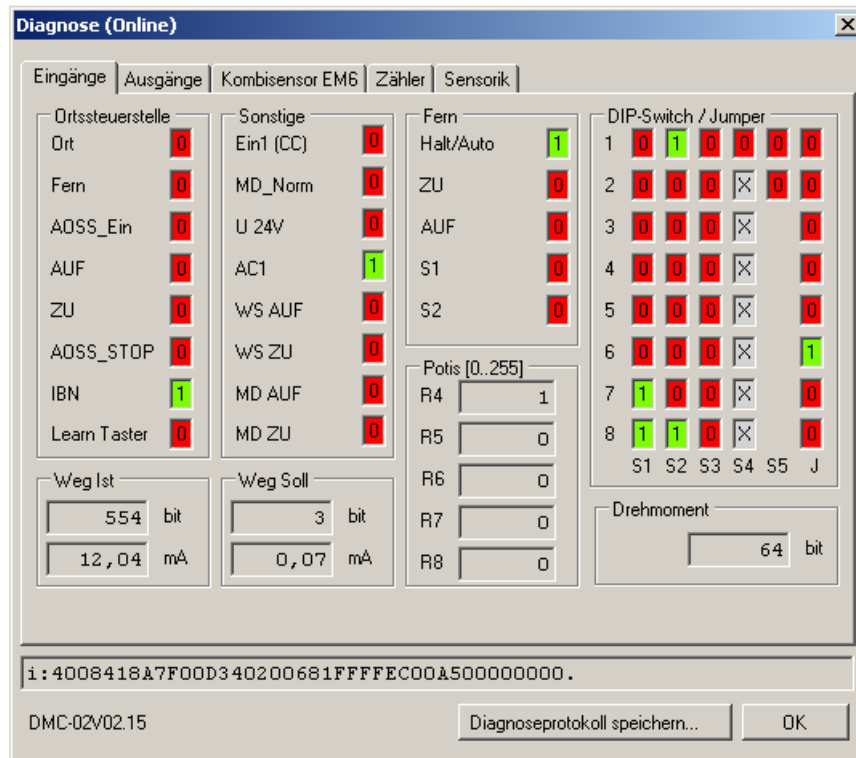 Diagnose (Online)
Eingänge Ausgänge Kombisensor EM6 Zähler Sensorik
Ortssteuerstelle
Ort 0
Fern 0
AOSS_Ein 0
AUF 0
ZU 0
AOSS_STOP 0
IBN 1
Learn Taster 0
Sonstige
Ein1 (CC) 0
MD_Norm 0
U 24V 0
AC1 1
WS AUF 0
WS ZU 0
MD AUF 0
MD ZU 0
Fern
Halt/Auto 1
ZU 0
AUF 0
S1 0
S2 0
DIP-Switch / Jumper
1 0 1 0 0 0 0
2 0 0 0 X 0 0
3 0 0 0 X 0
4 0 0 0 X 0
5 0 0 0 X 0
6 0 0 0 X 1
7 1 0 0 X 0
8 1 1 0 X 0
S1 S2 S3 S4 S5 J
Potis [0..255]
R4 1
R5 0
R6 0
R7 0
R8 0
Weg Ist
554 bit
12,04 mA
Weg Soll
3 bit
0,07 mA
Drehmoment
64 bit
i:4008418A7F00D340200681FFFFEC00A500000000.
DMC-02V02.15
Diagnoseprotokoll speichern... OK